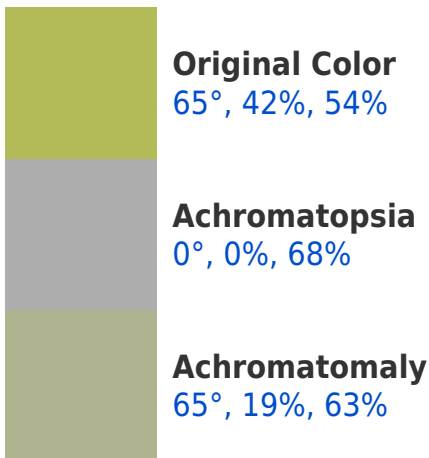 Original Color
65°, 42%, 54%
Achromatopsia
0°, 0%, 68%
Achromatomaly
65°, 19%, 63%